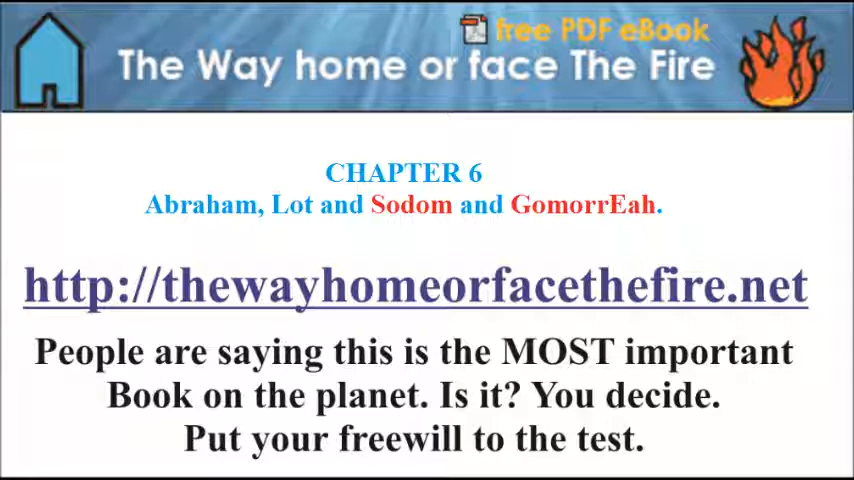 free PDF eBook
The Way home or face The Fire
CHAPTER 6
Abraham, Lot and Sodom and GomorrEah.
http://thewayhomeorfacethefire.net
People are saying this is the MOST important
Book on the planet. Is it? You decide.
Put your freewill to the test.